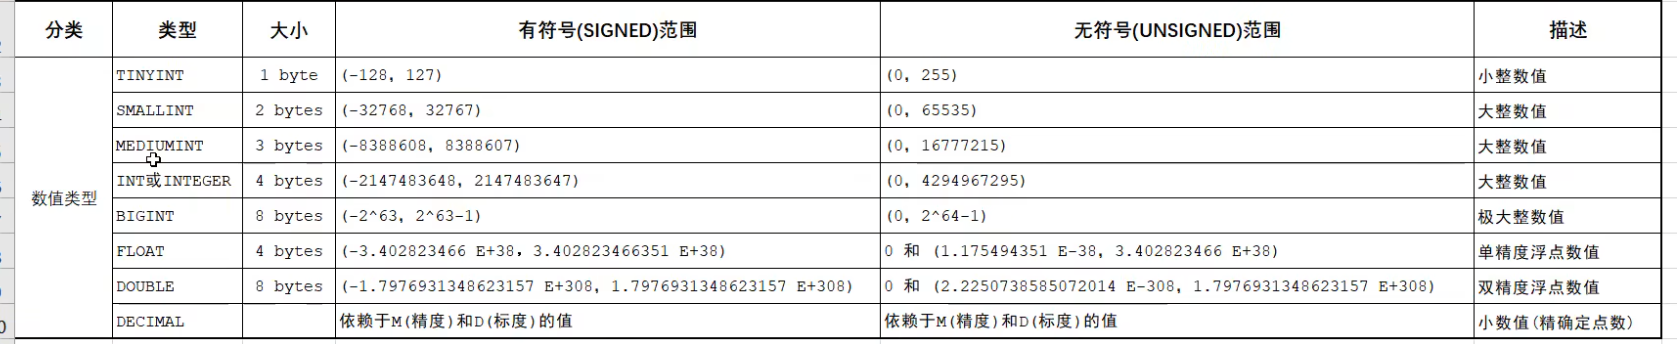 分类 类型 大小 有符号(SIGNED)范围 无符号(UNSIGNED)范围 描述
TINYINT 1 byte (-128, 127) (0, 255) 小整数值
SMALLINT 2 bytes (-32768, 32767) (0, 65535) 大整数值
MEDIUMINT 3 bytes (-8388608, 8388607) (0, 16777215) 大整数值
INT或INTEGER 4 bytes (-2147483648, 2147483647) (0, 4294967295) 大整数值
数值类型
BIGINT 8 bytes (-2^63, 2^63-1) (0, 2^64-1) 极大整数值
FLOAT 4 bytes (-3.402823466 E+38, 3.402823466351 E+38) 0 和 (1.175494351 E-38, 3.402823466 E+38) 单精度浮点数值
DOUBLE 8 bytes (-1.7976931348623157 E+308, 1.7976931348623157 E+308) 0 和 (2.2250738585072014 E-308, 1.7976931348623157 E+308) 双精度浮点数值
DECIMAL 依赖于M(精度)和D(标度)的值 依赖于M(精度)和D(标度)的值 小数值(精确定点数)